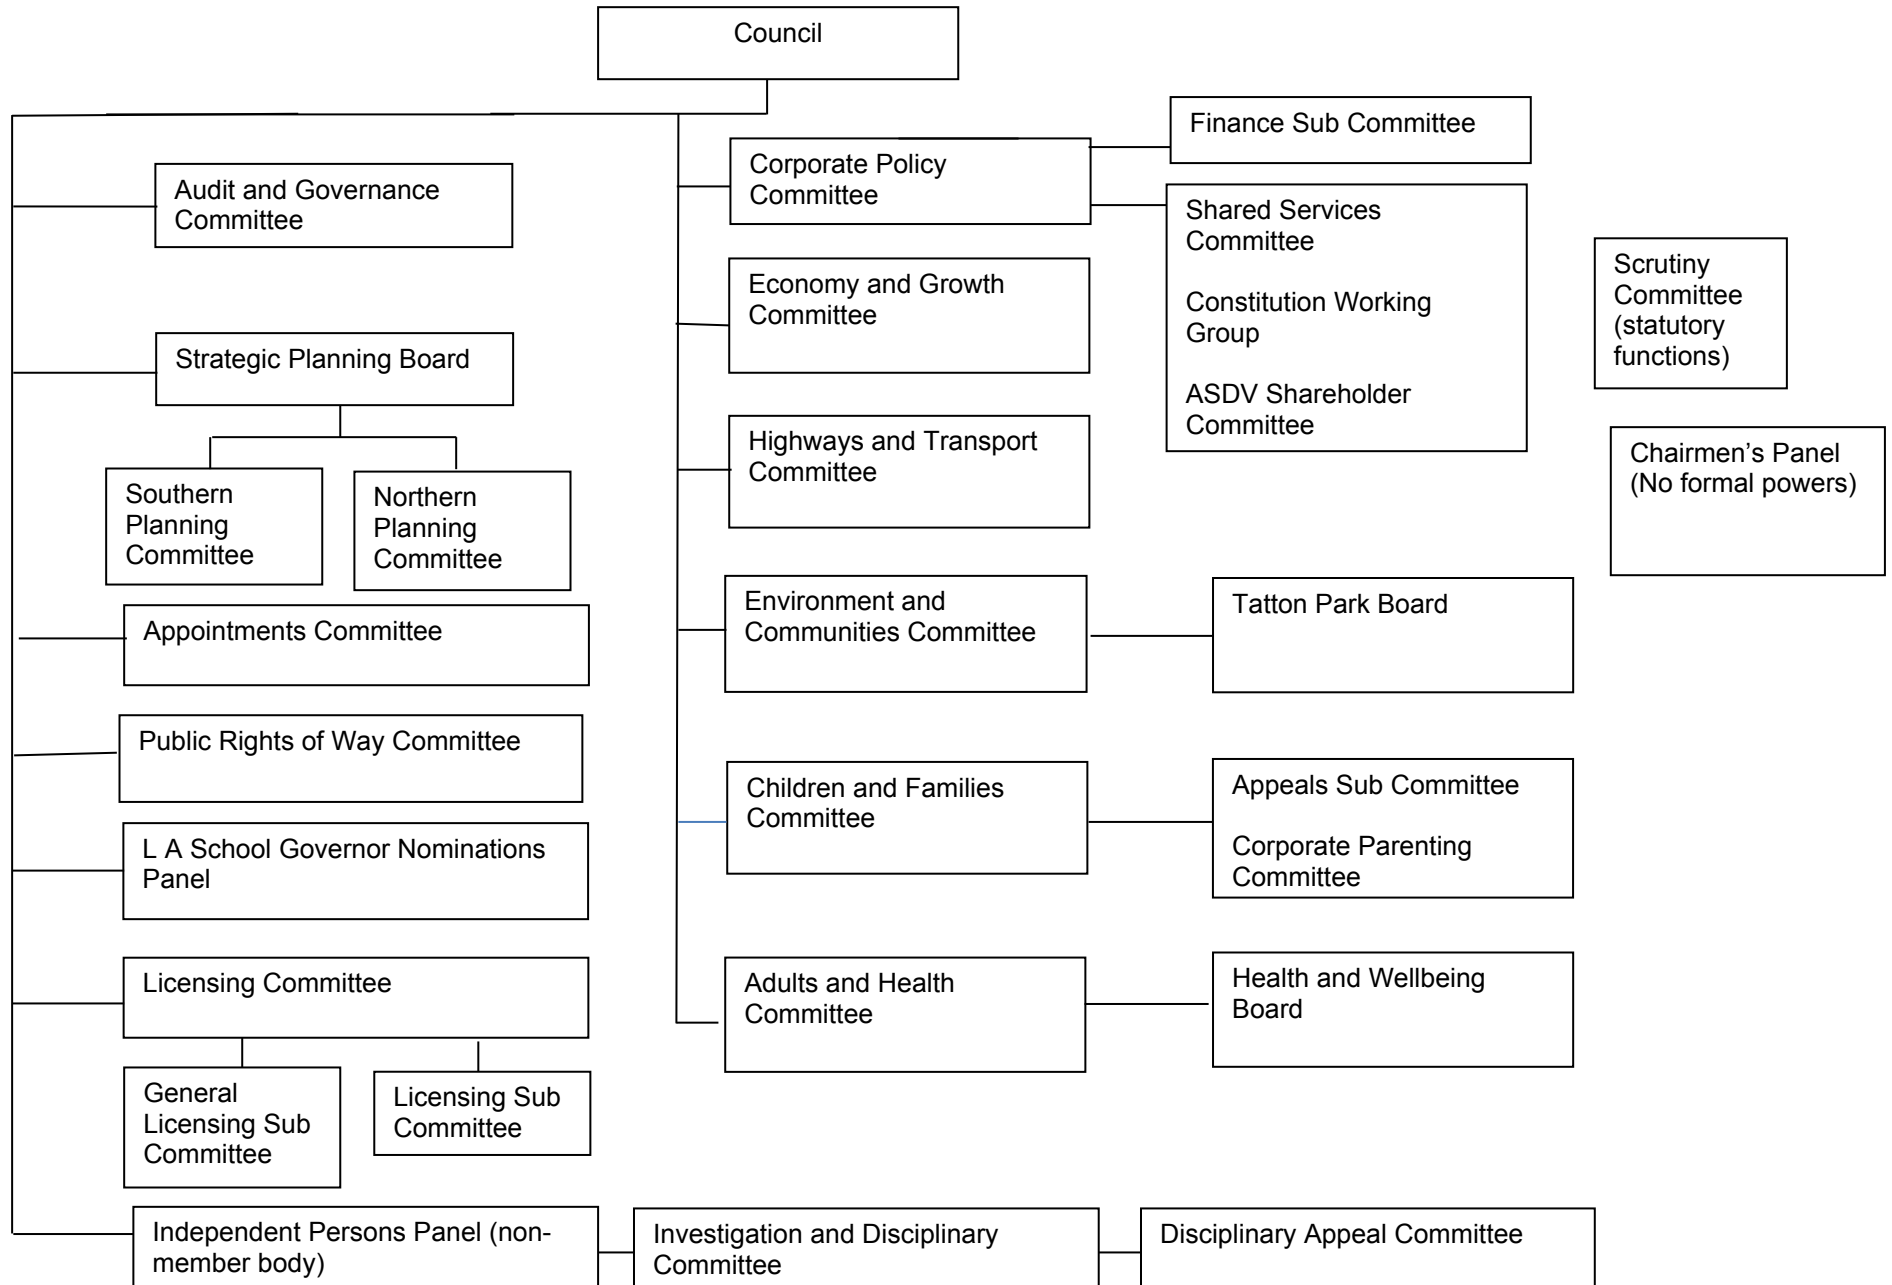 Council
Audit and Governance
Committee
Strategic Planning Board
Southern
Planning
Committee
Northern
Planning
Committee
Appointments Committee
Public Rights of Way Committee
L A School Governor Nominations
Panel
Licensing Committee
General
Licensing Sub
Committee
Licensing Sub
Committee
Independent Persons Panel (non-
member body)
Investigation and Disciplinary
Committee
Disciplinary Appeal Committee
Corporate Policy
Committee
Finance Sub Committee
Shared Services
Committee
Constitution Working
Group
ASDV Shareholder
Committee
Economy and Growth
Committee
Highways and Transport
Committee
Environment and
Communities Committee
Tatton Park Board
Children and Families
Committee
Appeals Sub Committee
Corporate Parenting
Committee
Adults and Health
Committee
Health and Wellbeing
Board
Scrutiny
Committee
(statutory
functions)
Chairmen’s Panel
(No formal powers)